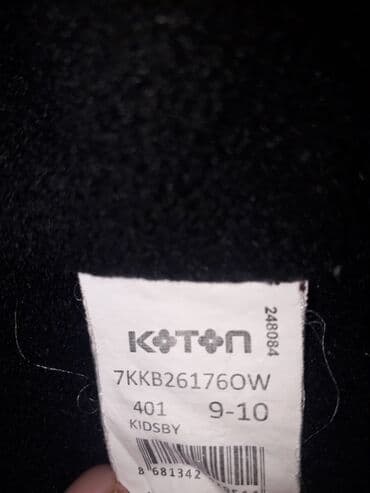 KOTON
248084
7KKB26176OW
401 9-10
KIDSBY
8 681342